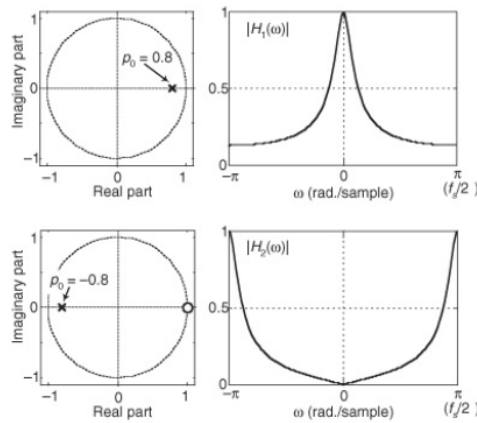 Imaginary part
1
0
−1
p0 = 0.8
−1
0
1
Real part
|H1(ω)|
1
0.5
0
−π
0
π
ω (rad./sample)
(fs/2)
Imaginary part
1
0
−1
p0 = −0.8
−1
0
1
Real part
|H2(ω)|
1
0.5
0
−π
0
π
ω (rad./sample)
(fs/2)